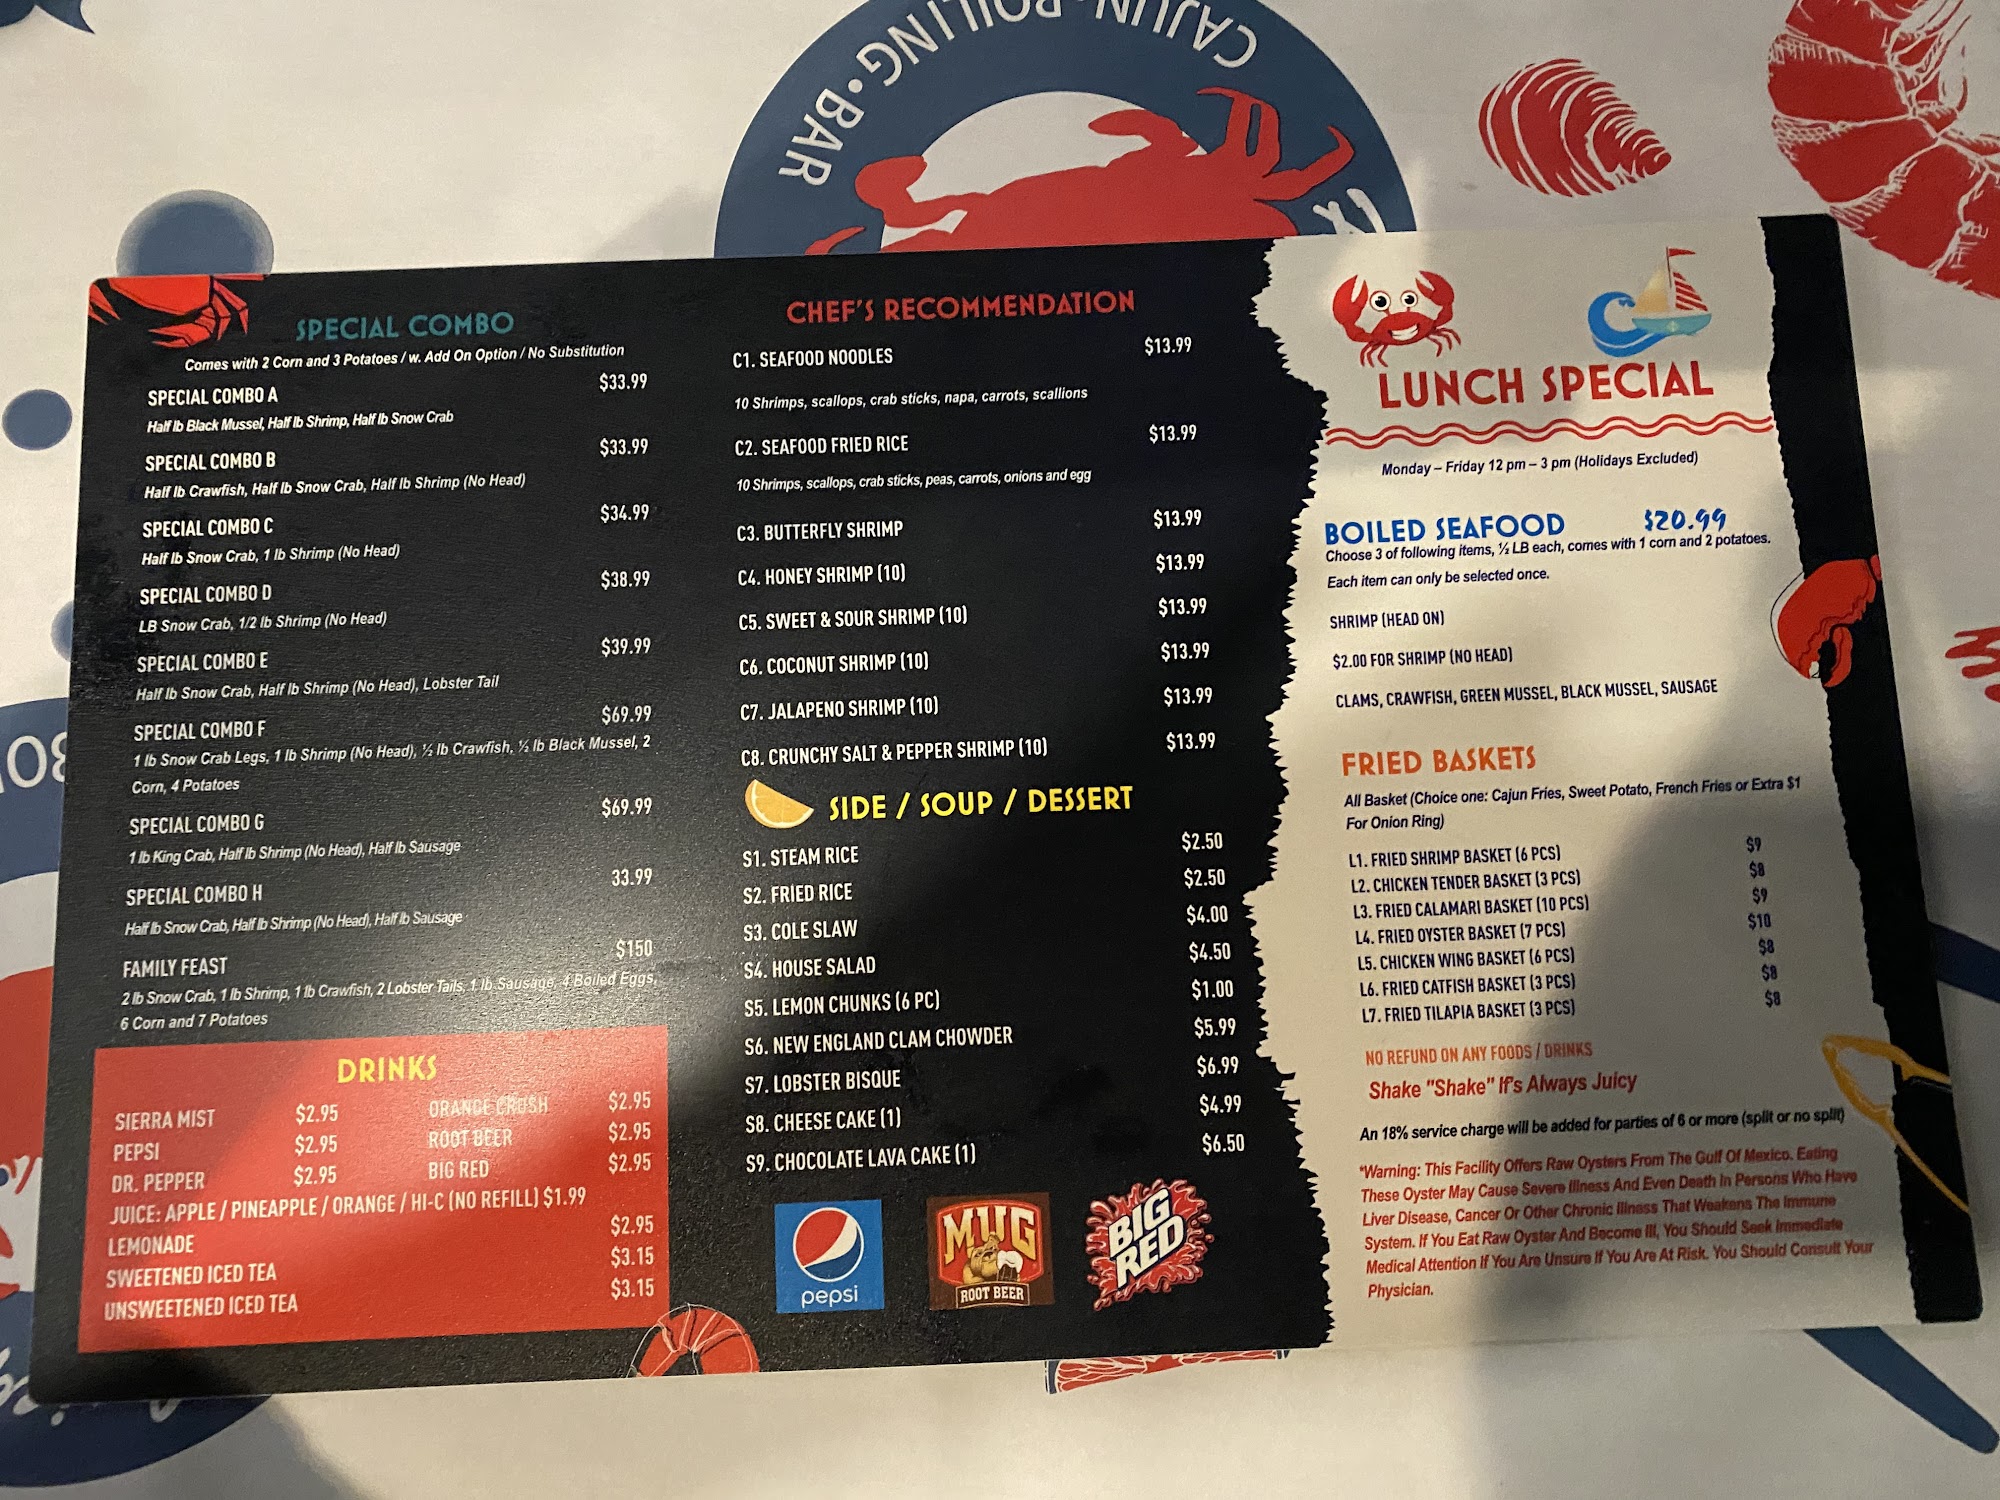 CAJUN·BOILING·BAR
SPECIAL COMBO
Comes with 2 Corn and 3 Potatoes / w. Add On Option / No Substitution
SPECIAL COMBO A $33.99
Half lb Black Mussel, Half lb Shrimp, Half lb Snow Crab
SPECIAL COMBO B $33.99
Half lb Crawfish, Half lb Snow Crab, Half lb Shrimp (No Head)
SPECIAL COMBO C $34.99
Half lb Snow Crab, 1 lb Shrimp (No Head)
SPECIAL COMBO D $38.99
LB Snow Crab, 1/2 lb Shrimp (No Head)
SPECIAL COMBO E $39.99
Half lb Snow Crab, Half lb Shrimp (No Head), Lobster Tail
SPECIAL COMBO F $69.99
1 lb Snow Crab Legs, 1 lb Shrimp (No Head), ½ lb Crawfish, ½ lb Black Mussel, 2
Corn, 4 Potatoes
SPECIAL COMBO G $69.99
1 lb King Crab, Half lb Shrimp (No Head), Half lb Sausage
SPECIAL COMBO H 33.99
Half lb Snow Crab, Half lb Shrimp (No Head), Half lb Sausage
FAMILY FEAST $150
2 lb Snow Crab, 1 lb Shrimp, 1 lb Crawfish, 2 Lobster Tails, 1 lb Sausage, 4 Boiled Eggs,
6 Corn and 7 Potatoes
DRINKS
SIERRA MIST $2.95 ORANGE CRUSH $2.95
PEPSI $2.95 ROOT BEER $2.95
DR. PEPPER $2.95 BIG RED $2.95
JUICE: APPLE / PINEAPPLE / ORANGE / HI-C (NO REFILL) $1.99
LEMONADE $2.95
SWEETENED ICED TEA $3.15
UNSWEETENED ICED TEA $3.15
CHEF'S RECOMMENDATION
C1. SEAFOOD NOODLES $13.99
10 Shrimps, scallops, crab sticks, napa, carrots, scallions
C2. SEAFOOD FRIED RICE $13.99
10 Shrimps, scallops, crab sticks, peas, carrots, onions and egg
C3. BUTTERFLY SHRIMP $13.99
C4. HONEY SHRIMP (10) $13.99
C5. SWEET & SOUR SHRIMP (10) $13.99
C6. COCONUT SHRIMP (10) $13.99
C7. JALAPENO SHRIMP (10) $13.99
C8. CRUNCHY SALT & PEPPER SHRIMP (10) $13.99
SIDE / SOUP / DESSERT
S1. STEAM RICE $2.50
S2. FRIED RICE $2.50
S3. COLE SLAW $4.00
S4. HOUSE SALAD $4.50
S5. LEMON CHUNKS (6 PC) $1.00
S6. NEW ENGLAND CLAM CHOWDER $5.99
S7. LOBSTER BISQUE $6.99
S8. CHEESE CAKE (1) $4.99
S9. CHOCOLATE LAVA CAKE (1) $6.50
pepsi
MUG
ROOT BEER
BIG
RED
LUNCH SPECIAL
Monday – Friday 12 pm – 3 pm (Holidays Excluded)
BOILED SEAFOOD $20.99
Choose 3 of following items, ½ LB each, comes with 1 corn and 2 potatoes.
Each item can only be selected once.
SHRIMP (HEAD ON)
$2.00 FOR SHRIMP (NO HEAD)
CLAMS, CRAWFISH, GREEN MUSSEL, BLACK MUSSEL, SAUSAGE
FRIED BASKETS
All Basket (Choice one: Cajun Fries, Sweet Potato, French Fries or Extra $1
For Onion Ring)
L1. FRIED SHRIMP BASKET (6 PCS) $9
L2. CHICKEN TENDER BASKET (3 PCS) $8
L3. FRIED CALAMARI BASKET (10 PCS) $9
L4. FRIED OYSTER BASKET (7 PCS) $10
L5. CHICKEN WING BASKET (6 PCS) $8
L6. FRIED CATFISH BASKET (3 PCS) $8
L7. FRIED TILAPIA BASKET (3 PCS) $8
NO REFUND ON ANY FOODS / DRINKS
Shake "Shake" If's Always Juicy
An 18% service charge will be added for parties of 6 or more (split or no split)
*Warning: This Facility Offers Raw Oysters From The Gulf Of Mexico. Eating
These Oyster May Cause Severe Illness And Even Death In Persons Who Have
Liver Disease, Cancer Or Other Chronic Illness That Weakens The Immune
System. If You Eat Raw Oyster And Become Ill, You Should Seek Immediate
Medical Attention If You Are Unsure If You Are At Risk. You Should Consult Your
Physician.